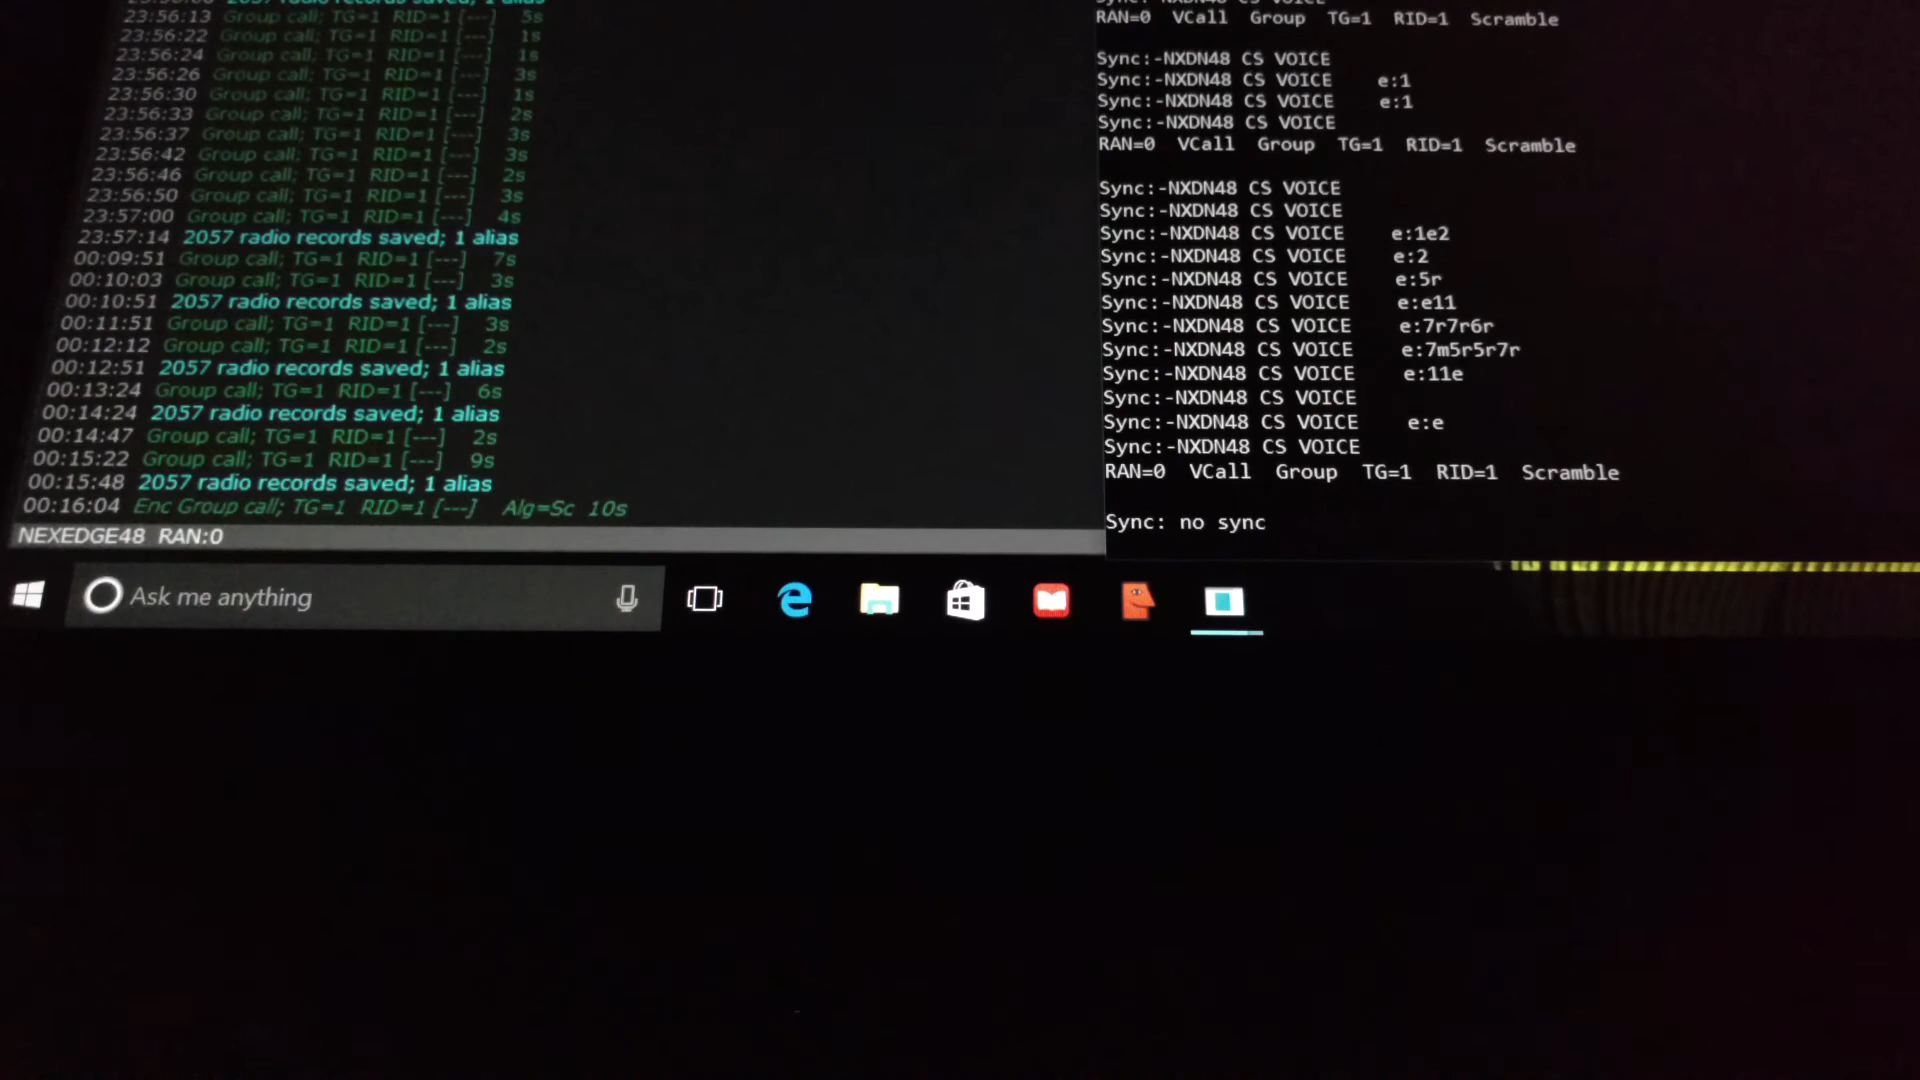 2057 radio records saved; 1 alias
23:56:13 Group call; TG=1 RID=1 [---] 5s
23:56:22 Group call; TG=1 RID=1 [---] 1s
23:56:24 Group call; TG=1 RID=1 [---] 1s
23:56:26 Group call; TG=1 RID=1 [---] 3s
23:56:30 Group call; TG=1 RID=1 [---] 1s
23:56:33 Group call; TG=1 RID=1 [---] 2s
23:56:37 Group call; TG=1 RID=1 [---] 3s
23:56:42 Group call; TG=1 RID=1 [---] 3s
23:56:46 Group call; TG=1 RID=1 [---] 2s
23:56:50 Group call; TG=1 RID=1 [---] 3s
23:57:00 Group call; TG=1 RID=1 [---] 4s
23:57:14 2057 radio records saved; 1 alias
00:09:51 Group call; TG=1 RID=1 [---] 7s
00:10:03 Group call; TG=1 RID=1 [---] 3s
00:10:51 2057 radio records saved; 1 alias
00:11:51 Group call; TG=1 RID=1 [---] 3s
00:12:12 Group call; TG=1 RID=1 [---] 2s
00:12:51 2057 radio records saved; 1 alias
00:13:24 Group call; TG=1 RID=1 [---] 6s
00:14:24 2057 radio records saved; 1 alias
00:14:47 Group call; TG=1 RID=1 [---] 2s
00:15:22 Group call; TG=1 RID=1 [---] 9s
00:15:48 2057 radio records saved; 1 alias
00:16:04 Enc Group call; TG=1 RID=1 [---] Alg=Sc 10s
NEXEDGE48 RAN:0
Sync:-NXDN48 CS VOICE
RAN=0 VCall Group TG=1 RID=1 Scramble
Sync:-NXDN48 CS VOICE
Sync:-NXDN48 CS VOICE e:1
Sync:-NXDN48 CS VOICE e:1
Sync:-NXDN48 CS VOICE
RAN=0 VCall Group TG=1 RID=1 Scramble
Sync:-NXDN48 CS VOICE
Sync:-NXDN48 CS VOICE
Sync:-NXDN48 CS VOICE e:1e2
Sync:-NXDN48 CS VOICE e:2
Sync:-NXDN48 CS VOICE e:5r
Sync:-NXDN48 CS VOICE e:e11
Sync:-NXDN48 CS VOICE e:7r7r6r
Sync:-NXDN48 CS VOICE e:7m5r5r7r
Sync:-NXDN48 CS VOICE e:11e
Sync:-NXDN48 CS VOICE
Sync:-NXDN48 CS VOICE e:e
Sync:-NXDN48 CS VOICE
RAN=0 VCall Group TG=1 RID=1 Scramble
Sync: no sync
Ask me anything